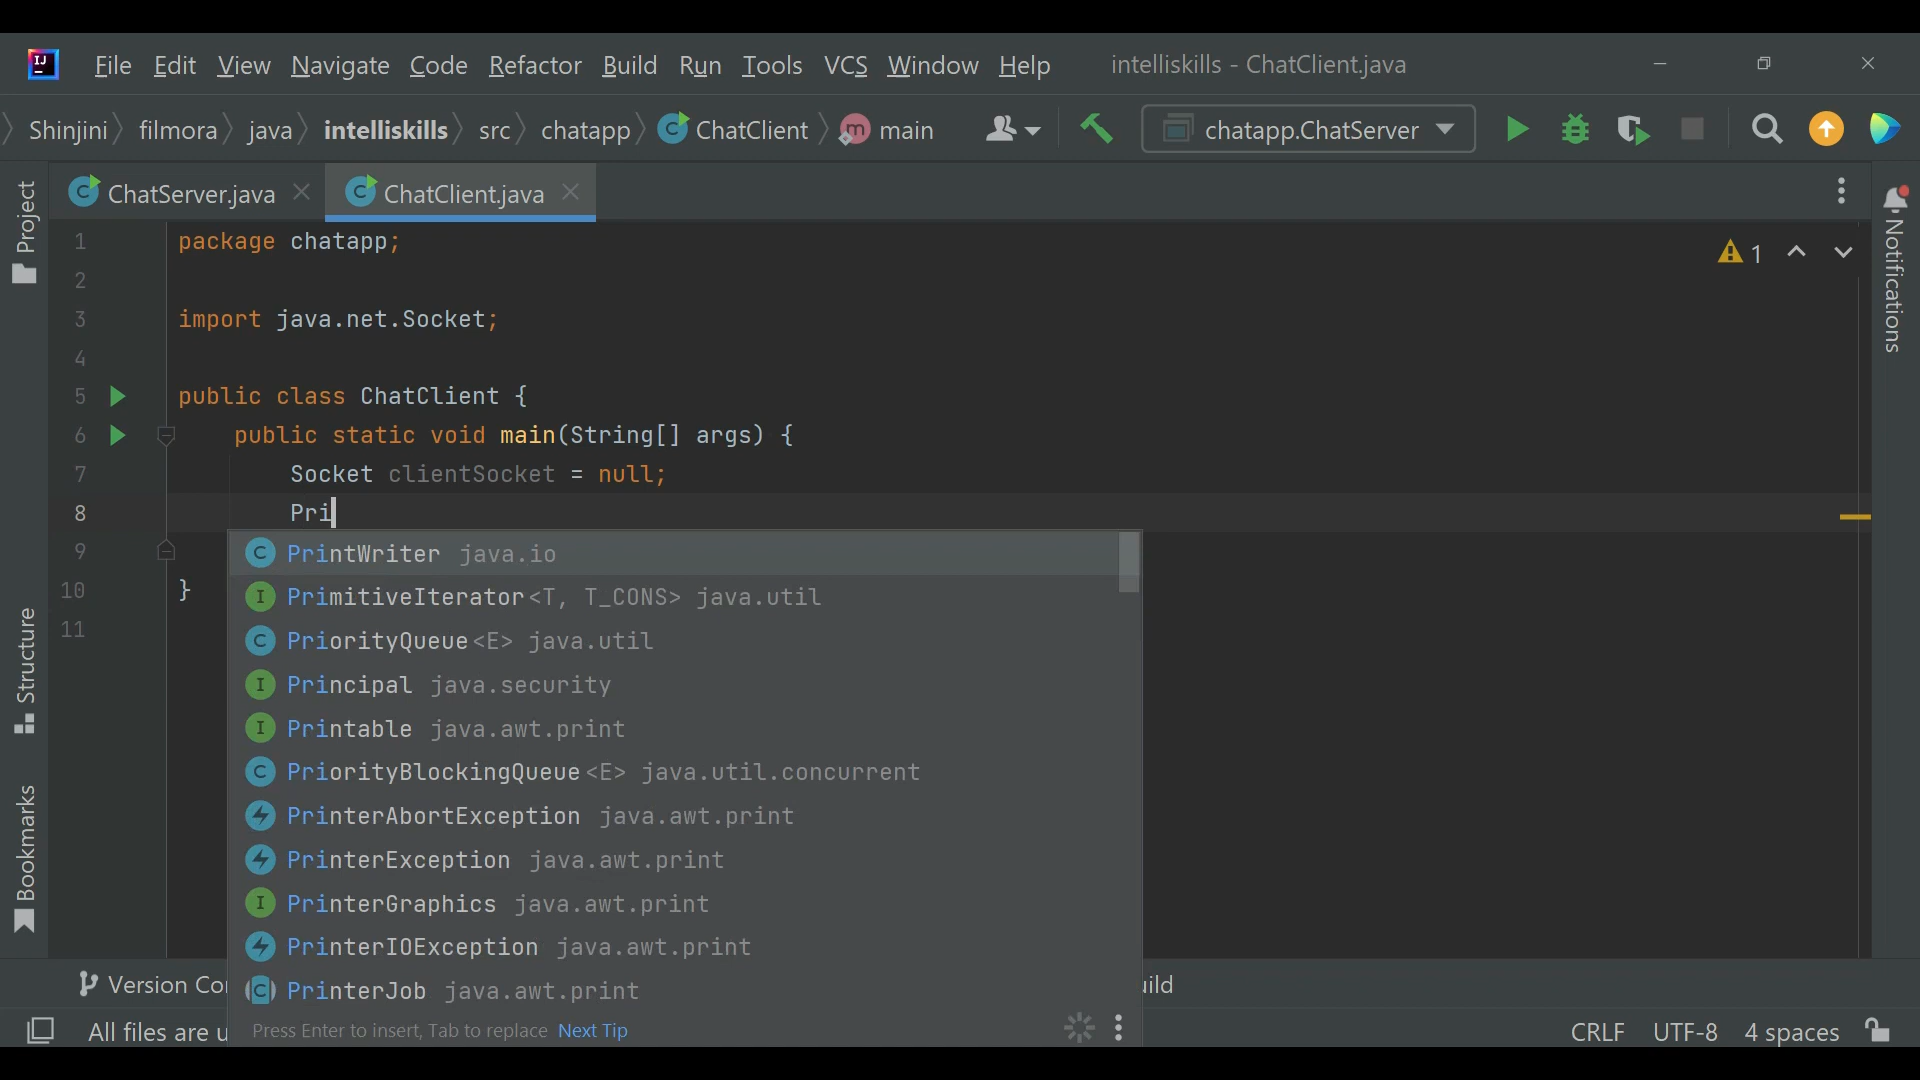 IJ File Edit View Navigate Code Refactor Build Run Tools VCS Window Help intelliskills - ChatClient.java
Shinjini filmora java intelliskills src chatapp C ChatClient m main chatapp.ChatServer
Project
C ChatServer.java C ChatClient.java
Notifications
1 package chatapp;
1
2
3 import java.net.Socket;
4
5 public class ChatClient {
6 public static void main(String[] args) {
7 Socket clientSocket = null;
8 Pri
9
10 }
11
C PrintWriter java.io
I PrimitiveIterator<T, T_CONS> java.util
C PriorityQueue<E> java.util
I Principal java.security
I Printable java.awt.print
C PriorityBlockingQueue<E> java.util.concurrent
PrinterAbortException java.awt.print
PrinterException java.awt.print
I PrinterGraphics java.awt.print
PrinterIOException java.awt.print
C PrinterJob java.awt.print
Press Enter to insert, Tab to replace Next Tip
Structure
Bookmarks
Version Co
ild
All files are u
CRLF UTF-8 4 spaces